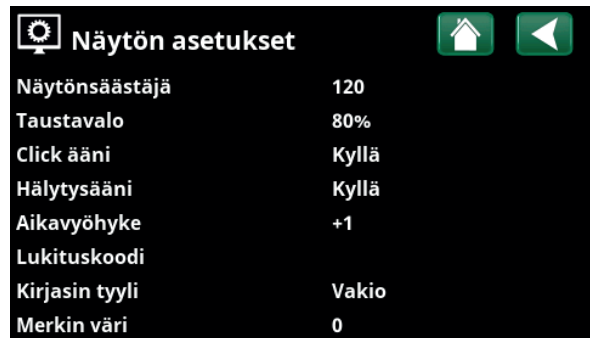 Näytön asetukset
Näytönsäästäjä 120
Taustavalo 80%
Click ääni Kyllä
Hälytysääni Kyllä
Aikavyöhyke +1
Lukituskoodi
Kirjasin tyyli Vakio
Merkin väri 0